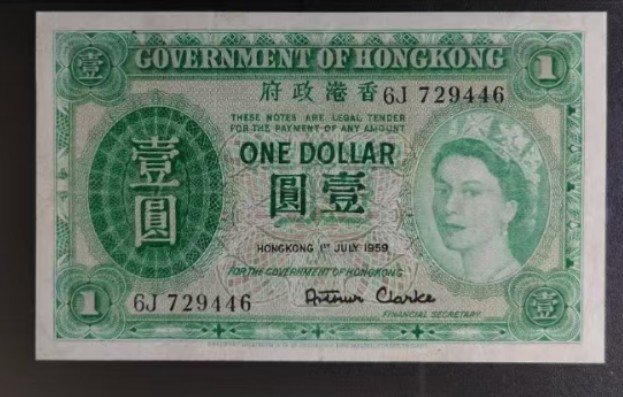 壹 GOVERNMENT OF HONGKONG 1
府政港香 6J 729446
THESE NOTES ARE LEGAL TENDER
FOR THE PAYMENT OF ANY AMOUNT
ONE DOLLAR
圓壹
壹圓
HONGKONG 1ST JULY 1959
FOR THE GOVERNMENT OF HONGKONG
1 6J 729446 Arthur Clarke 壹
FINANCIAL SECRETARY